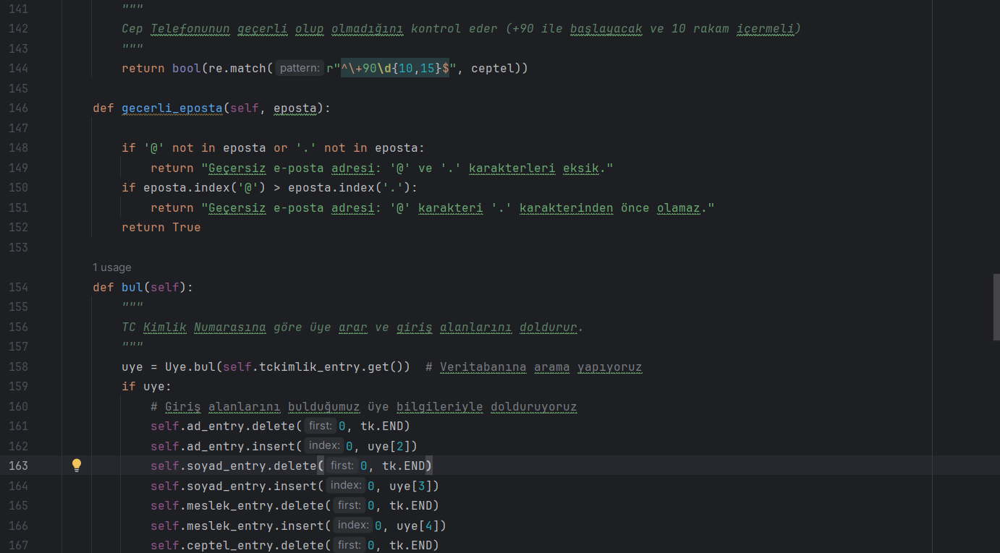 141 """
142 Cep Telefonunun geçerli olup olmadığını kontrol eder (+90 ile başlayacak ve 10 rakam içermeli)
143 """
144 return bool(re.match( pattern: r"^\+90\d{10,15}$", ceptel))
145
146 def gecerli_eposta(self, eposta):
147
148 if '@' not in eposta or '.' not in eposta:
149 return "Geçersiz e-posta adresi: '@' ve '.' karakterleri eksik."
150 if eposta.index('@') > eposta.index('.'):
151 return "Geçersiz e-posta adresi: '@' karakteri '.' karakterinden önce olamaz."
152 return True
153
1 usage
154 def bul(self):
155 """
156 TC Kimlik Numarasına göre üye arar ve giriş alanlarını doldurur.
157 """
158 uye = Uye.bul(self.tckimlik_entry.get()) # Veritabanına arama yapıyoruz
159 if uye:
160 # Giriş alanlarını bulduğumuz üye bilgileriyle dolduruyoruz
161 self.ad_entry.delete( first: 0, tk.END)
162 self.ad_entry.insert( index: 0, uye[2])
163 self.soyad_entry.delete( first: 0, tk.END)
164 self.soyad_entry.insert( index: 0, uye[3])
165 self.meslek_entry.delete( first: 0, tk.END)
166 self.meslek_entry.insert( index: 0, uye[4])
167 self.ceptel_entry.delete( first: 0, tk.END)